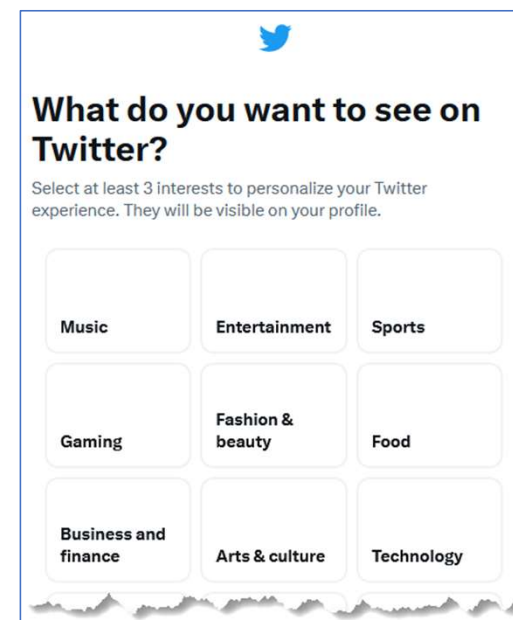 What do you want to see on
Twitter?
Select at least 3 interests to personalize your Twitter
experience. They will be visible on your profile.
Music
Entertainment
Sports
Gaming
Fashion &
beauty
Food
Business and
finance
Arts & culture
Technology